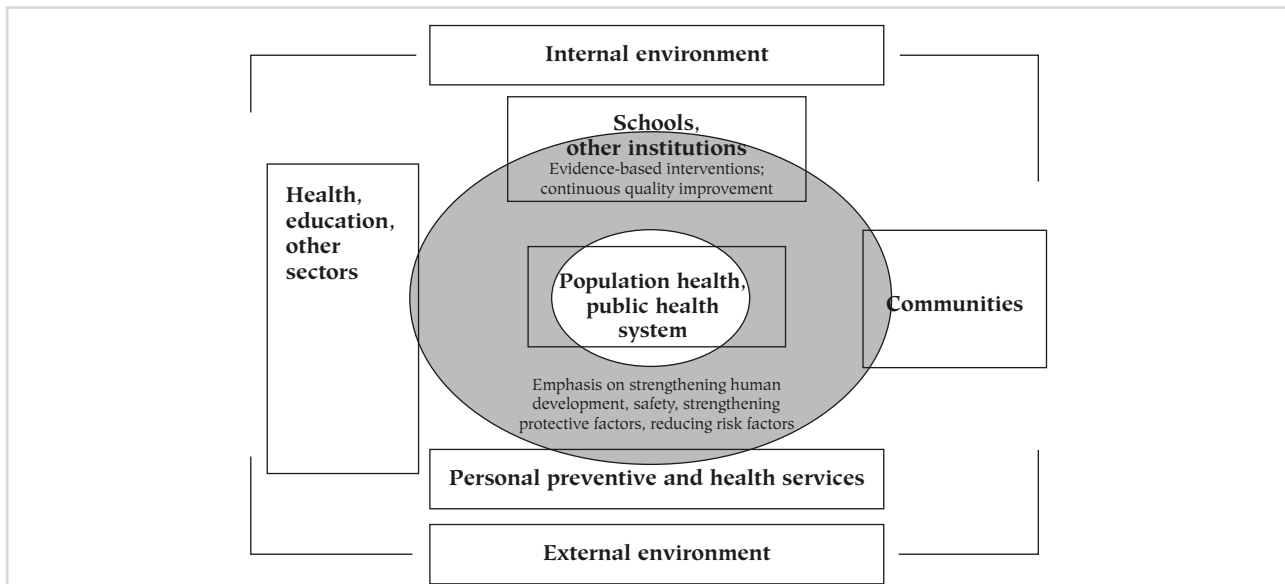 Internal environment
Schools,
other institutions
Evidence-based interventions;
continuous quality improvement
Health,
education,
other
sectors
Population health,
public health
system
Communities
Emphasis on strengthening human
development, safety, strengthening
protective factors, reducing risk factors
Personal preventive and health services
External environment